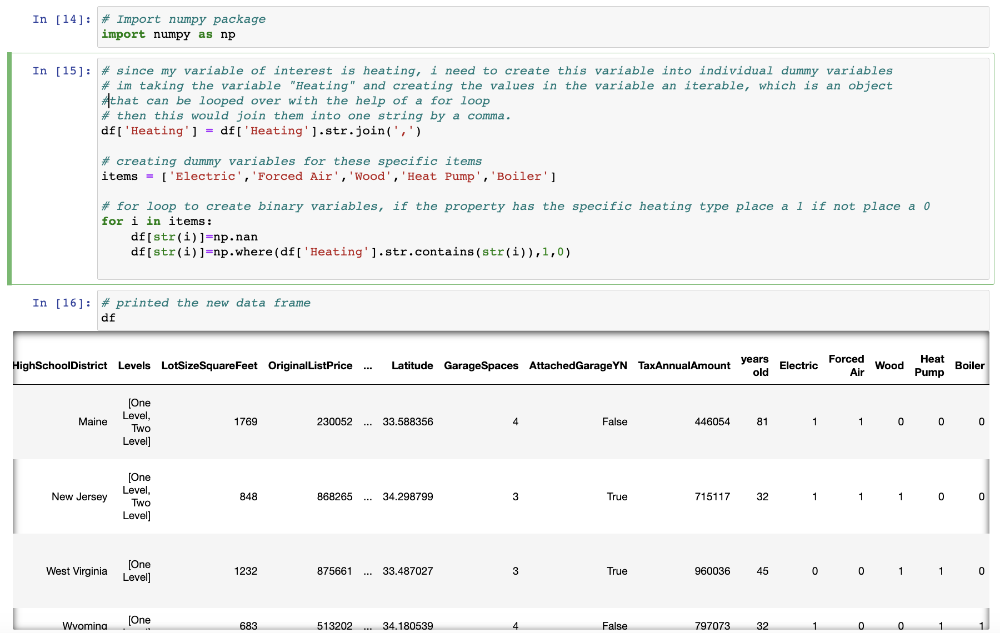 In [14]: # Import numpy package
import numpy as np
In [15]: # since my variable of interest is heating, i need to create this variable into individual dummy variables
# im taking the variable "Heating" and creating the values in the variable an iterable, which is an object
#that can be looped over with the help of a for loop
# then this would join them into one string by a comma.
df['Heating'] = df['Heating'].str.join(',')
# creating dummy variables for these specific items
items = ['Electric','Forced Air','Wood','Heat Pump','Boiler']
# for loop to create binary variables, if the property has the specific heating type place a 1 if not place a 0
for i in items:
    df[str(i)]=np.nan
    df[str(i)]=np.where(df['Heating'].str.contains(str(i)),1,0)
In [16]: # printed the new data frame
df
HighSchoolDistrict Levels LotSizeSquareFeet OriginalListPrice ... Latitude GarageSpaces AttachedGarageYN TaxAnnualAmount years old Electric Forced Air Wood Heat Pump Boiler
Maine [One Level, Two Level] 1769 230052 ... 33.588356 4 False 446054 81 1 1 0 0 0
New Jersey [One Level, Two Level] 848 868265 ... 34.298799 3 True 715117 32 1 1 1 0 0
West Virginia [One Level] 1232 875661 ... 33.487027 3 True 960036 45 0 0 1 1 0
Wyoming [One 683 513202 ... 34.180539 4 False 797073 32 1 0 0 1 1